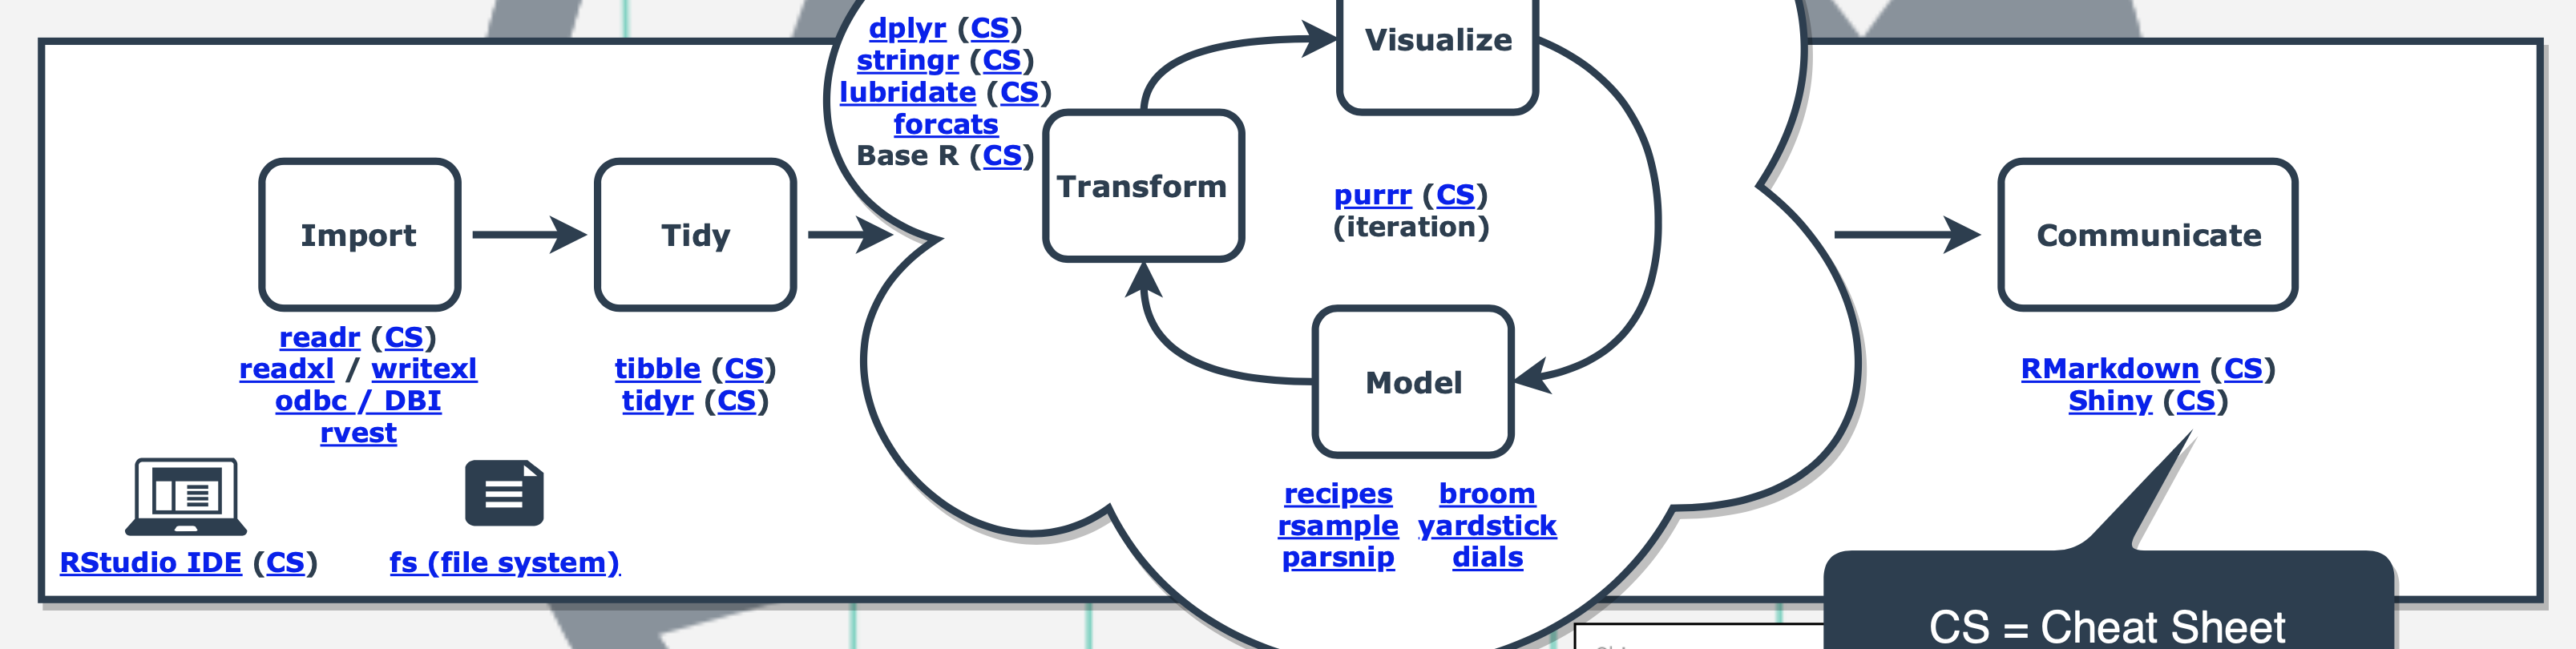 dplyr (CS)
stringr (CS)
lubridate (CS)
forcats
Base R (CS)
Visualize
Transform
purrr (CS)
(iteration)
Import
Tidy
Communicate
readr (CS)
readxl / writexl
odbc / DBI
rvest
tibble (CS)
tidyr (CS)
Model
RMarkdown (CS)
Shiny (CS)
recipes broom
rsample yardstick
parsnip dials
RStudio IDE (CS)
fs (file system)
CS = Cheat Sheet